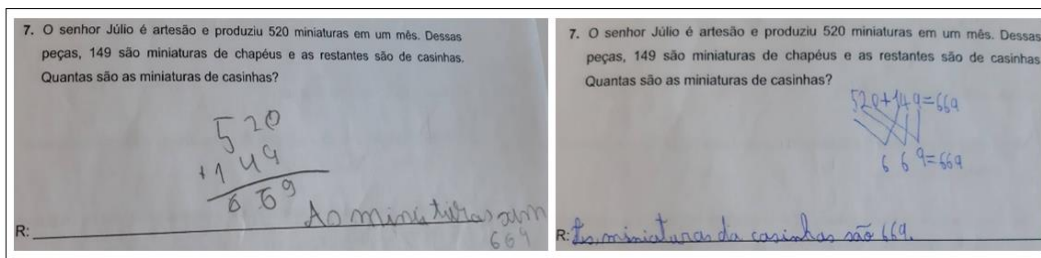 7. O senhor Júlio é artesão e produziu 520 miniaturas em um mês. Dessas
peças, 149 são miniaturas de chapéus e as restantes são de casinhas.
Quantas são as miniaturas de casinhas?
520
+149
669
As miniaturas são
669
R:
7. O senhor Júlio é artesão e produziu 520 miniaturas em um mês. Dessas
peças, 149 são miniaturas de chapéus e as restantes são de casinhas
Quantas são as miniaturas de casinhas?
520+149=669
669=669
R: As miniaturas da casinhas são 669.